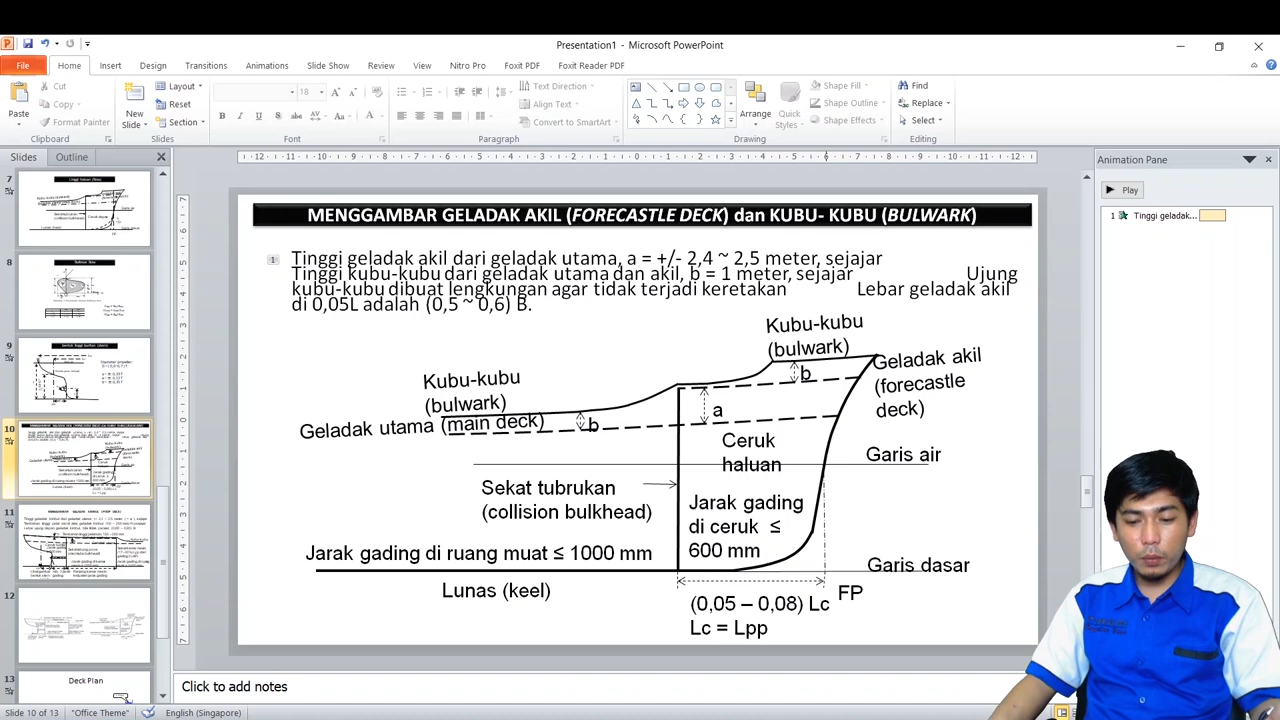 Presentation1 - Microsoft PowerPoint
File Home Insert Design Transitions Animations Slide Show Review View Nitro Pro Foxit PDF Foxit Reader PDF
Paste
Cut
Copy
Format Painter
Clipboard
New Slide
Layout
Reset
Section
Slides
18
Font
Text Direction
Align Text
Convert to SmartArt
Paragraph
Arrange
Quick Styles
Shape Fill
Shape Outline
Shape Effects
Drawing
Find
Replace
Select
Editing
Slides Outline
7
8
9
10
11
12
13
Deck Plan
MENGGAMBAR GELADAK AKIL (FORECASTLE DECK) dan KUBU- KUBU (BULWARK)
1
Tinggi geladak akil dari geladak utama, a = +/- 2,4 ~ 2,5 meter, sejajar
Tinggi kubu-kubu dari geladak utama dan akil, b = 1 meter, sejajar Ujung
kubu-kubu dibuat lengkungan agar tidak terjadi keretakan Lebar geladak akil
di 0,05L adalah (0,5 ~ 0,6) B.
Kubu-kubu
(bulwark)
Geladak akil
(forecastle
deck)
b
Kubu-kubu
(bulwark)
a
Geladak utama (main deck)
b
Ceruk
haluan
Garis air
Sekat tubrukan
(collision bulkhead)
Jarak gading
di ceruk ≤
600 mm
Jarak gading di ruang muat ≤ 1000 mm
Garis dasar
Lunas (keel)
FP
(0,05 – 0,08) Lc
Lc = Lpp
Animation Pane
Play
1 Tinggi geladak...
Click to add notes
Slide 10 of 13 "Office Theme" English (Singapore)